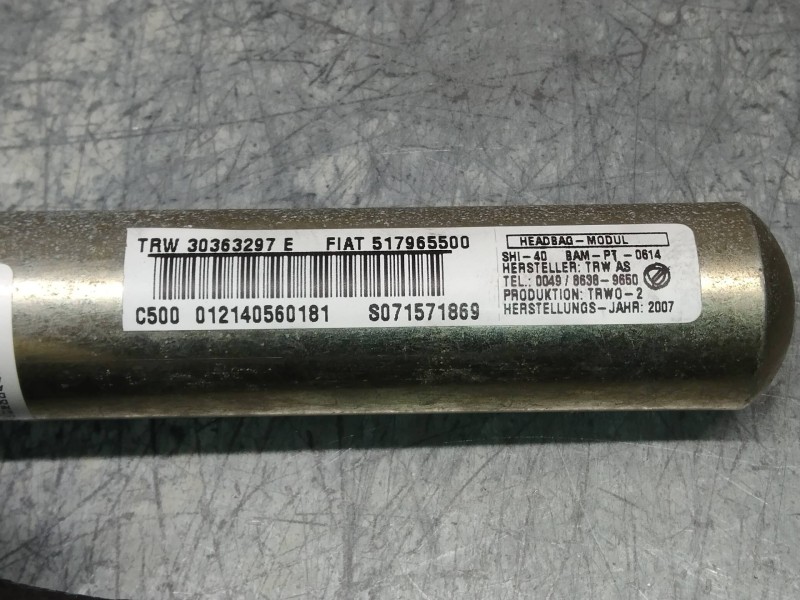 TRW 30363297 E FIAT 517965500
C500 012140560181 S071571869
HEADBAG-MODUL
SHI-40 BAM-PT-0614
HERSTELLER: TRW AS
TEL.: 0049/8638-9650
PRODUKTION: TRWO-2
HERSTELLUNGS-JAHR: 2007